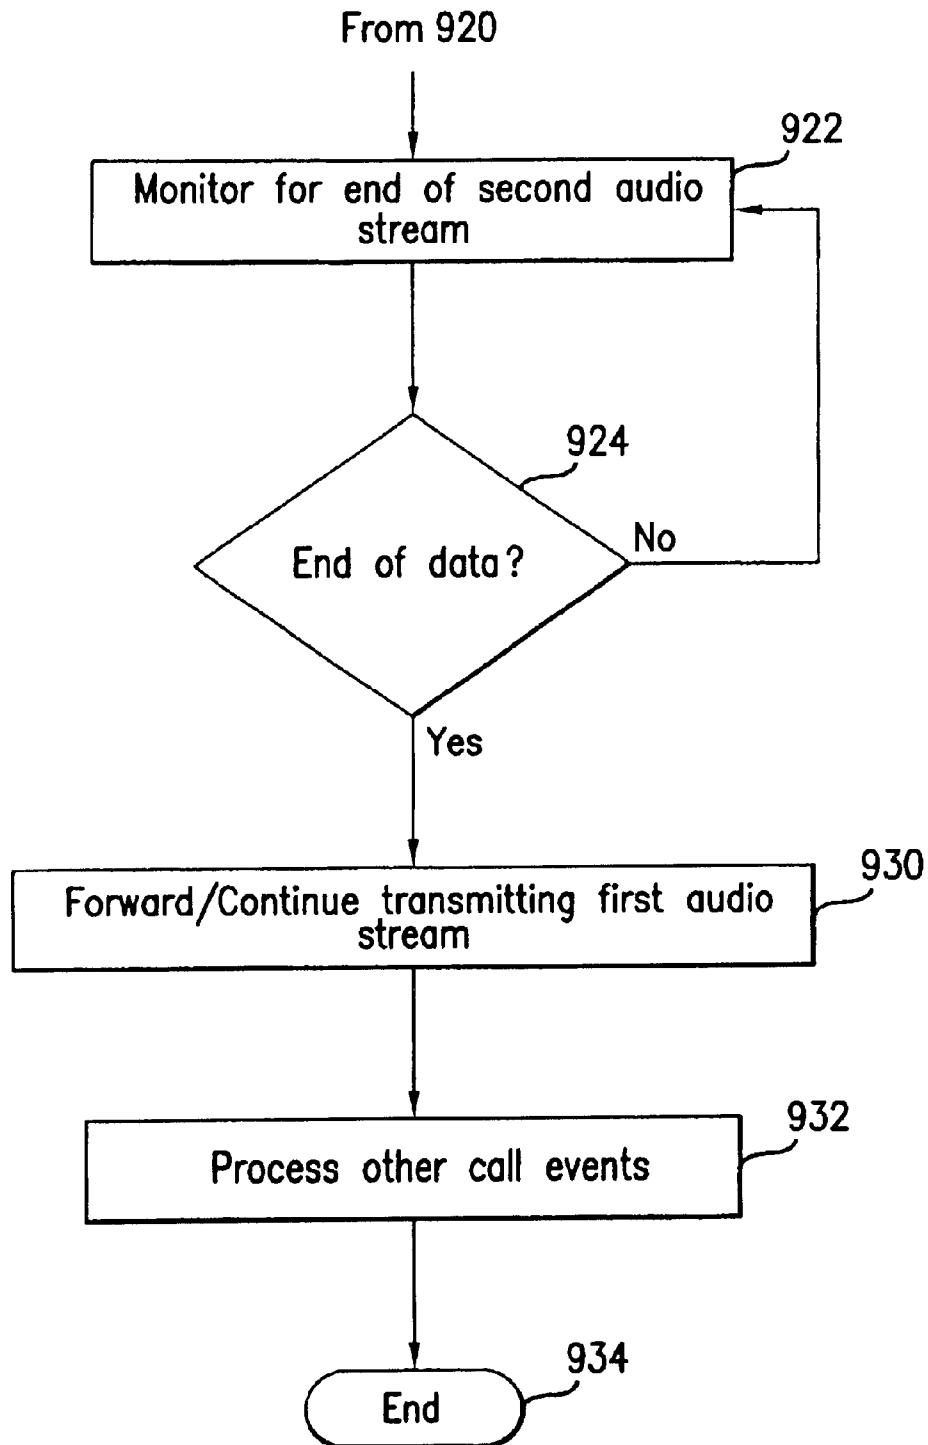 From 920
922
Monitor for end of second audio
stream
924
End of data?
No
Yes
930
Forward/Continue transmitting first audio
stream
932
Process other call events
934
End